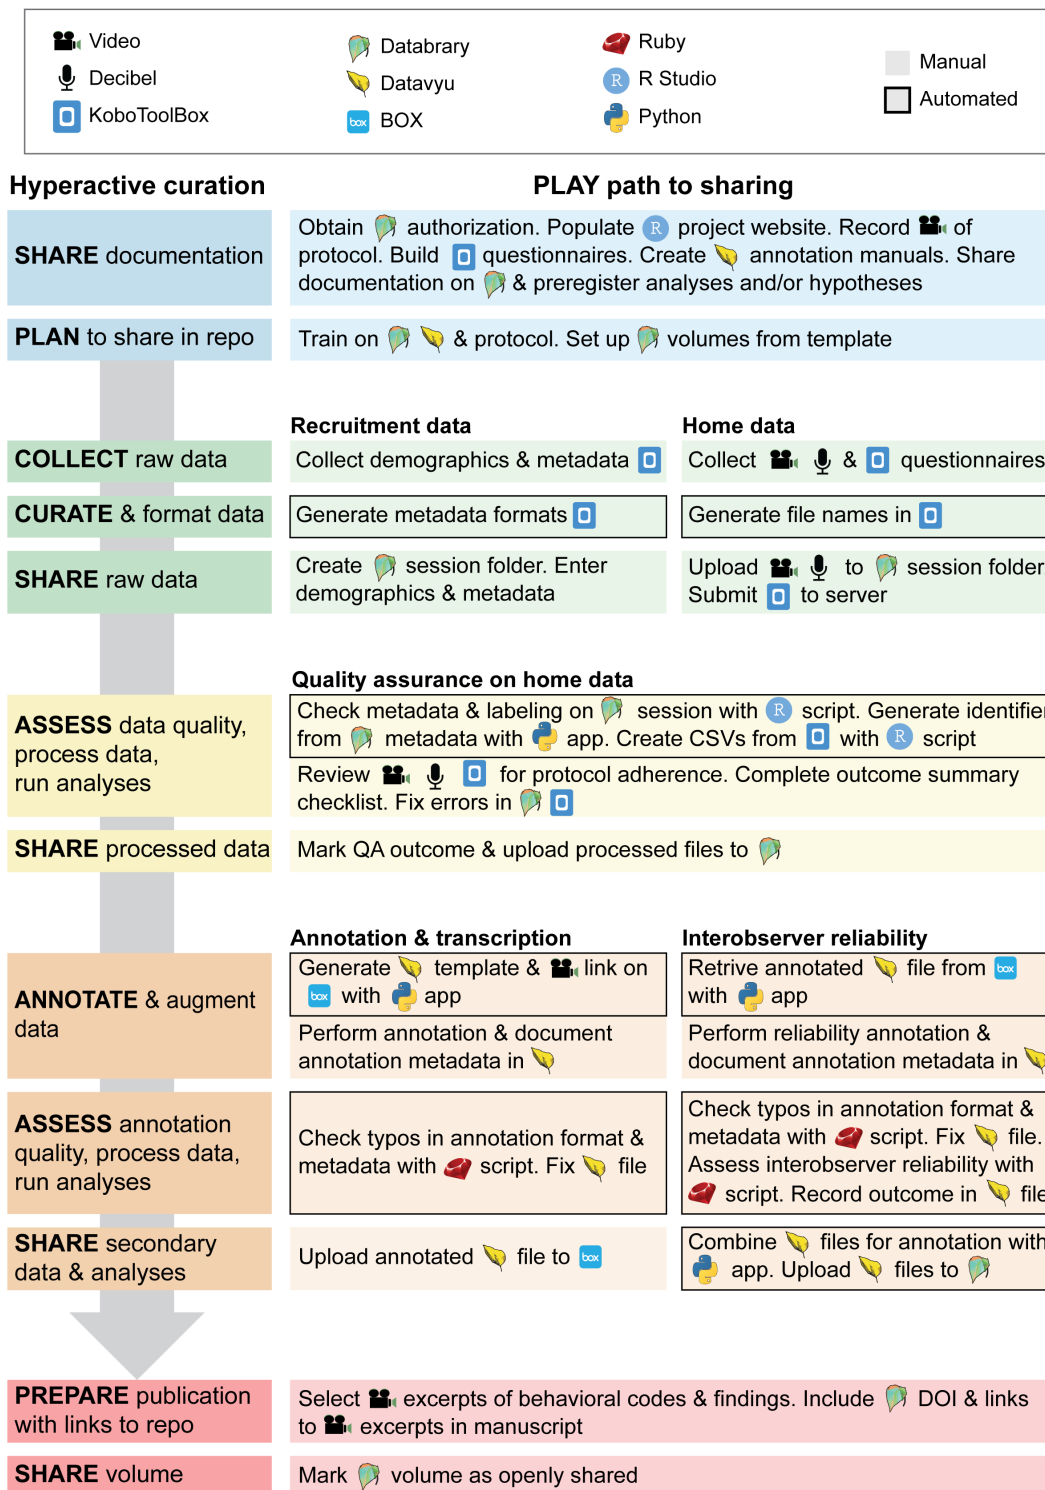 Video
Databrary
Ruby
Manual
Decibel
Datavyu
R Studio
Automated
KoboToolBox
BOX
Python
Hyperactive curation
PLAY path to sharing
SHARE documentation
Obtain authorization. Populate R project website. Record of
protocol. Build questionnaires. Create annotation manuals. Share
documentation on & preregister analyses and/or hypotheses
PLAN to share in repo
Train on & protocol. Set up volumes from template
Recruitment data
Home data
COLLECT raw data
Collect demographics & metadata
Collect & questionnaires
CURATE & format data
Generate metadata formats
Generate file names in
SHARE raw data
Create session folder. Enter
demographics & metadata
Upload to session folder
Submit to server
Quality assurance on home data
ASSESS data quality,
process data,
run analyses
Check metadata & labeling on session with R script. Generate identifier
from metadata with app. Create CSVs from with R script
Review for protocol adherence. Complete outcome summary
checklist. Fix errors in
SHARE processed data
Mark QA outcome & upload processed files to
Annotation & transcription
Interobserver reliability
ANNOTATE & augment
data
Generate template & link on
box with app
Retrive annotated file from box
with app
Perform annotation & document
annotation metadata in
Perform reliability annotation &
document annotation metadata in
ASSESS annotation
quality, process data,
run analyses
Check typos in annotation format &
metadata with script. Fix file
Check typos in annotation format &
metadata with script. Fix file.
Assess interobserver reliability with
script. Record outcome in file
SHARE secondary
data & analyses
Upload annotated file to box
Combine files for annotation with
app. Upload files to
PREPARE publication
with links to repo
Select excerpts of behavioral codes & findings. Include DOI & links
to excerpts in manuscript
SHARE volume
Mark volume as openly shared